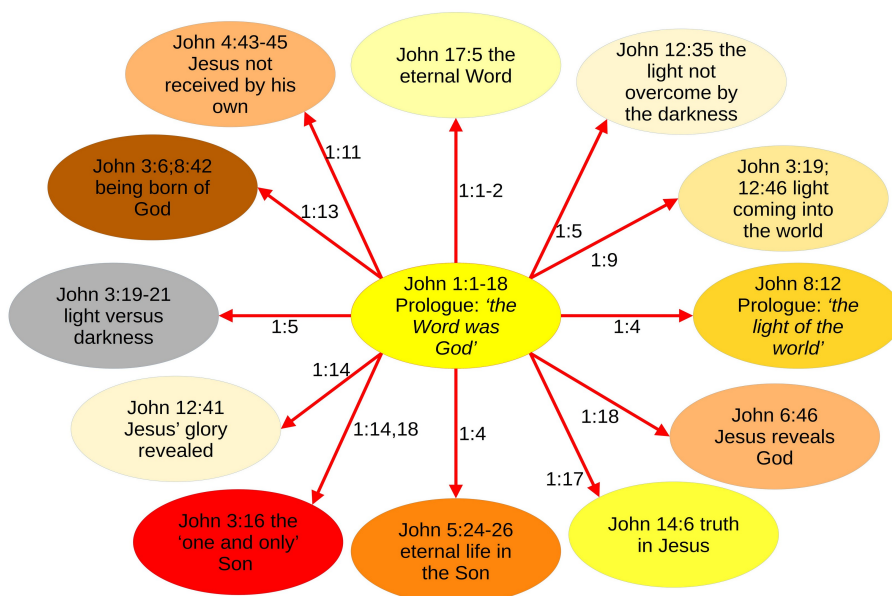 John 4:43-45
Jesus not
received by his
own
John 17:5 the
eternal Word
John 12:35 the
light not
overcome by
the darkness
John 3:6;8:42
being born of
God
1:11
1:13
1:1-2
1:5
1:9
John 3:19;
12:46 light
coming into
the world
John 3:19-21
light versus
darkness
1:5
John 1:1-18
Prologue: ‘the
Word was
God’
1:4
John 8:12
Prologue: ‘the
light of the
world’
John 12:41
Jesus’ glory
revealed
1:14
1:14,18
1:4
1:17
1:18
John 6:46
Jesus reveals
God
John 3:16 the
‘one and only’
Son
John 5:24-26
eternal life in
the Son
John 14:6 truth
in Jesus